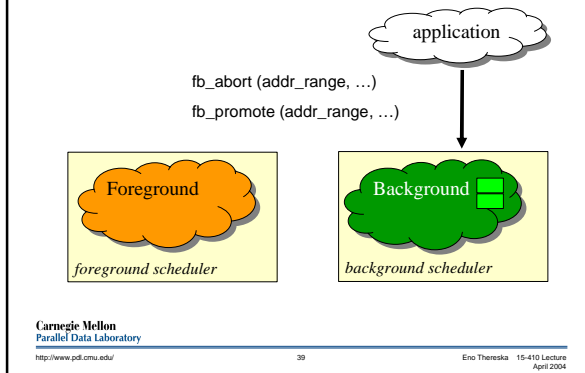 application
fb_abort (addr_range, …)
fb_promote (addr_range, …)
Foreground
Background
foreground scheduler
background scheduler
Carnegie Mellon
Parallel Data Laboratory
http://www.pdl.cmu.edu/
39
Eno Thereska 15-410 Lecture
April 2004